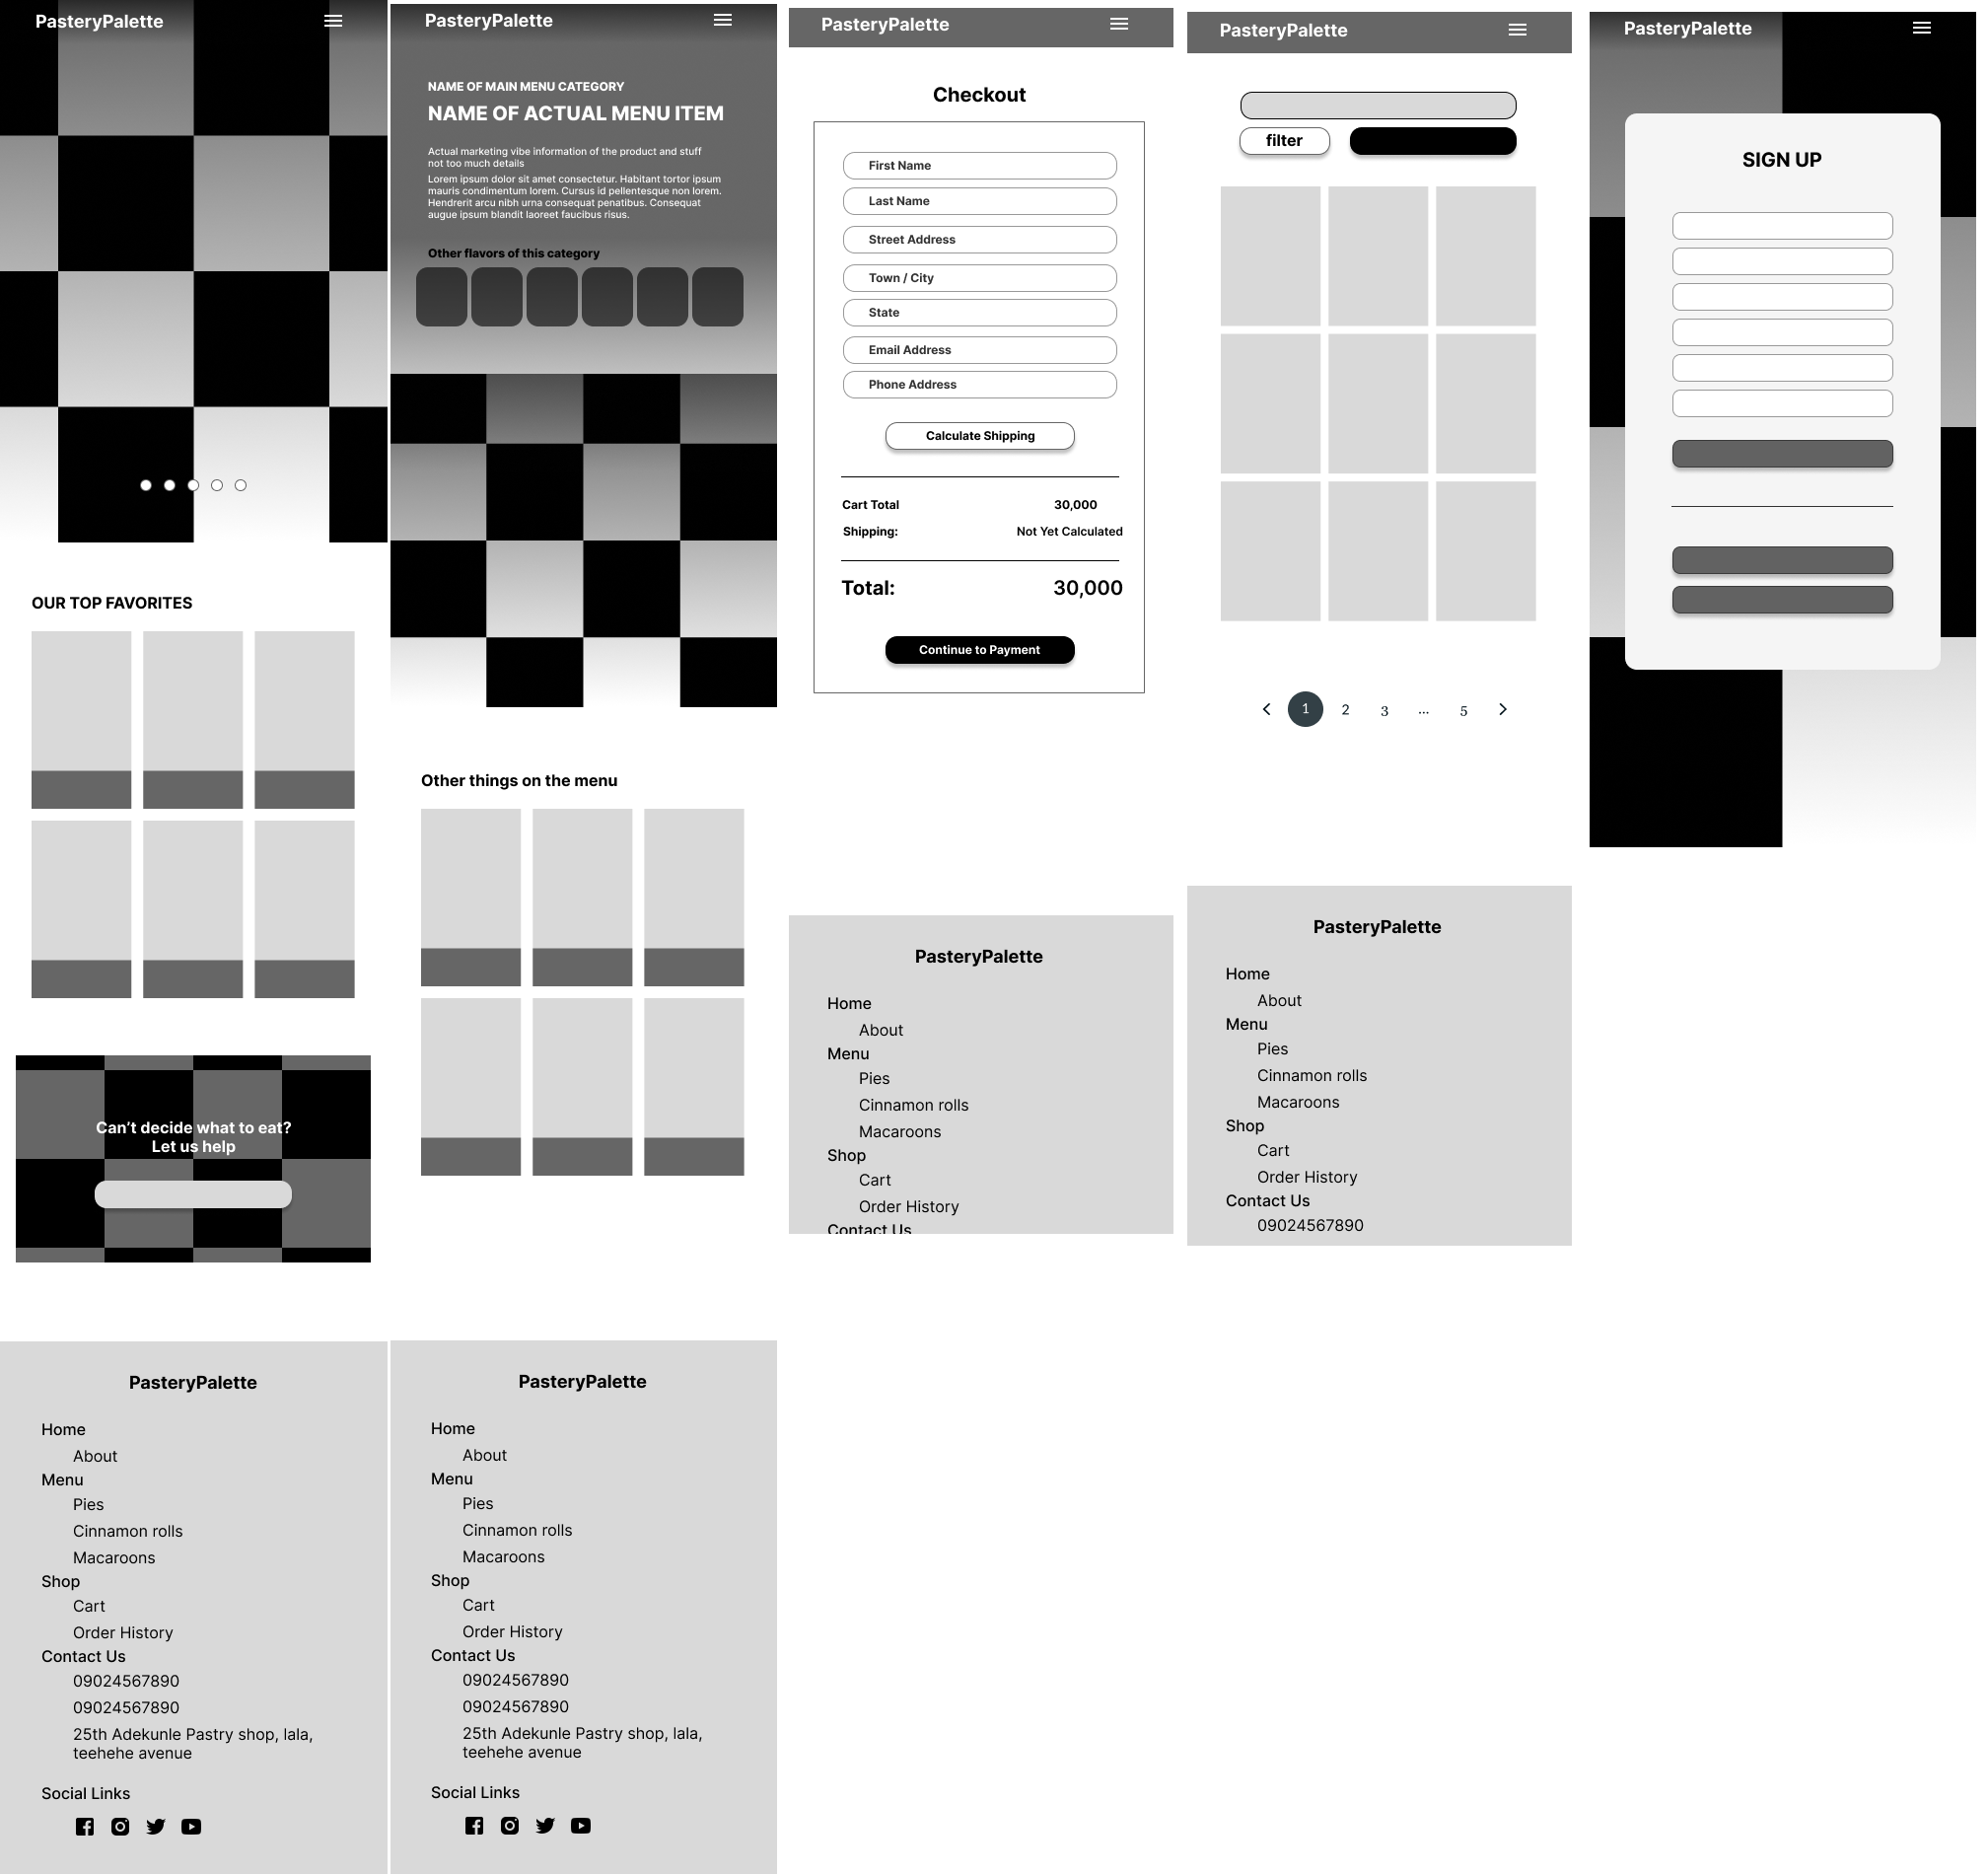 PasteryPalette
OUR TOP FAVORITES
Can't decide what to eat?
Let us help
PasteryPalette
Home
About
Menu
Pies
Cinnamon rolls
Macaroons
Shop
Cart
Order History
Contact Us
09024567890
09024567890
25th Adekunle Pastry shop, lala,
teehehe avenue
Social Links
PasteryPalette
NAME OF MAIN MENU CATEGORY
NAME OF ACTUAL MENU ITEM
Actual marketing vibe information of the product and stuff
not too much details
Lorem ipsum dolor sit amet consectetur. Habitant tortor ipsum
mauris condimentum lorem. Cursus id pellentesque non lorem.
Hendrerit arcu nibh urna consequat penatibus. Consequat
augue ipsum blandit laoreet faucibus risus.
Other flavors of this category
Other things on the menu
PasteryPalette
Home
About
Menu
Pies
Cinnamon rolls
Macaroons
Shop
Cart
Order History
Contact Us
09024567890
09024567890
25th Adekunle Pastry shop, lala,
teehehe avenue
Social Links
PasteryPalette
Checkout
First Name
Last Name
Street Address
Town / City
State
Email Address
Phone Address
Calculate Shipping
Cart Total 30,000
Shipping: Not Yet Calculated
Total: 30,000
Continue to Payment
PasteryPalette
Home
About
Menu
Pies
Cinnamon rolls
Macaroons
Shop
Cart
Order History
Contact Us
PasteryPalette
filter
1 2 3 ... 5
PasteryPalette
Home
About
Menu
Pies
Cinnamon rolls
Macaroons
Shop
Cart
Order History
Contact Us
09024567890
PasteryPalette
SIGN UP